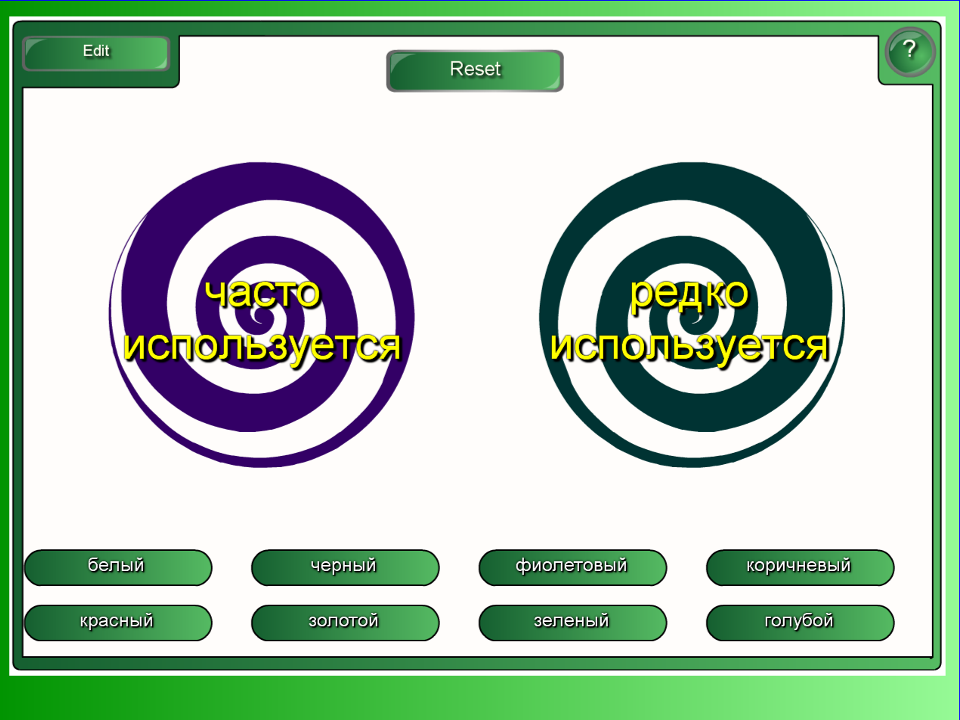 Edit
Reset
?
часто
используется
редко
используется
белый
черный
фиолетовый
коричневый
красный
золотой
зеленый
голубой